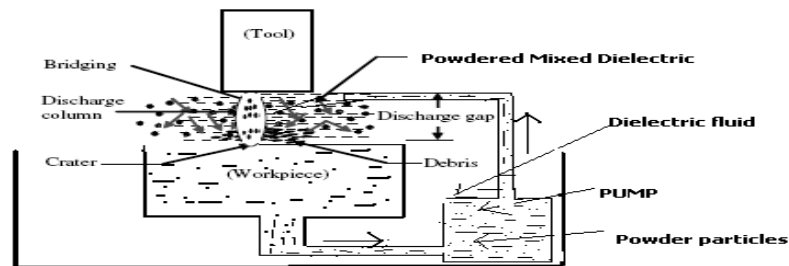 (Tool)
Powdered Mixed Dielectric
Bridging
Discharge
column
Discharge gap
Dielectric fluid
Crater
Debris
(Workpiece)
PUMP
Powder particles